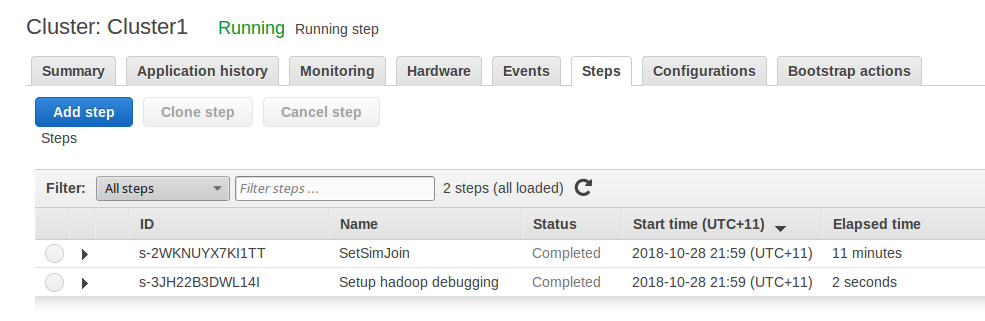 Cluster: Cluster1 Running Running step
Summary Application history Monitoring Hardware Events Steps Configurations Bootstrap actions
Add step Clone step Cancel step
Steps
Filter: All steps Filter steps ... 2 steps (all loaded)
ID Name Status Start time (UTC+11) Elapsed time
s-2WKNUYX7KI1TT SetSimJoin Completed 2018-10-28 21:59 (UTC+11) 11 minutes
s-3JH22B3DWL14I Setup hadoop debugging Completed 2018-10-28 21:59 (UTC+11) 2 seconds